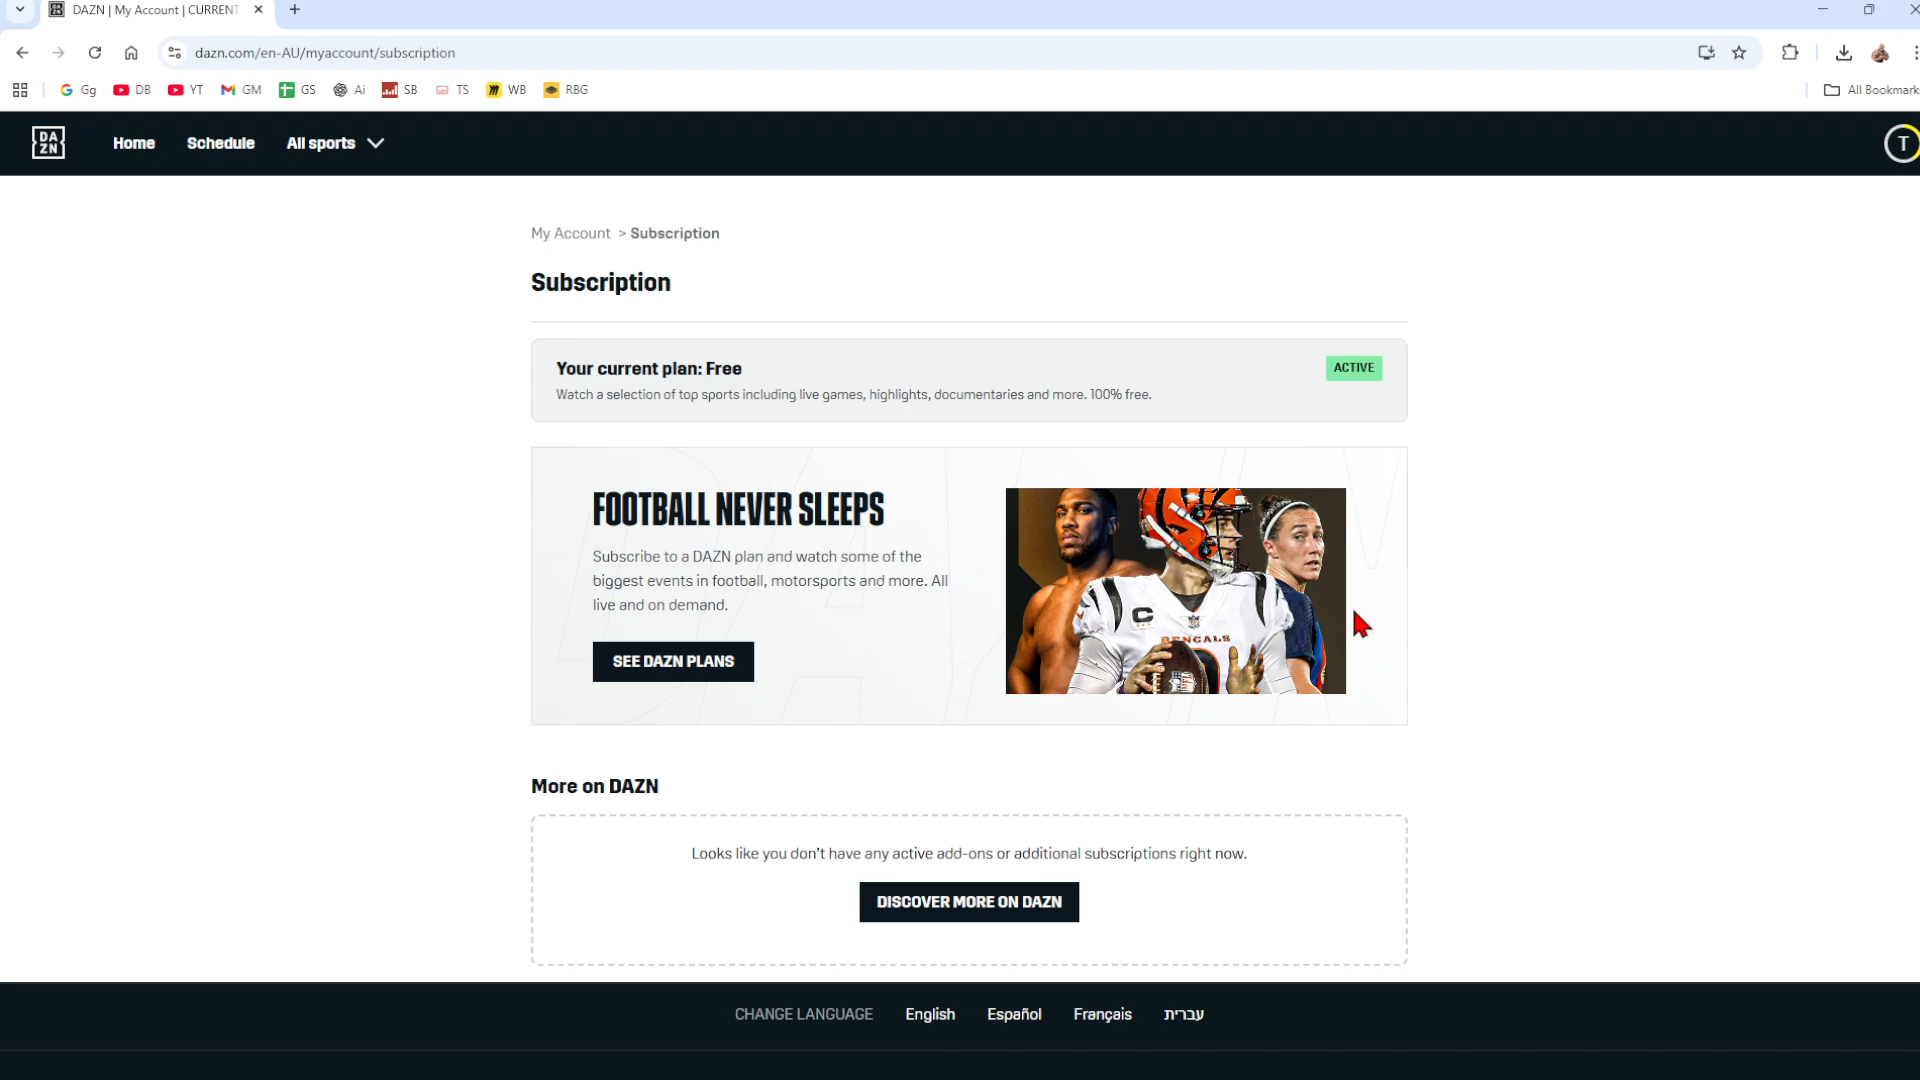 DAZN | My Account | CURRENT
dazn.com/en-AU/myaccount/subscription
Gg DB YT GM GS Ai SB TS WB RBG All Bookmark
DA
ZN
Home Schedule All sports T
My Account > Subscription
Subscription
Your current plan: Free
ACTIVE
Watch a selection of top sports including live games, highlights, documentaries and more. 100% free.
FOOTBALL NEVER SLEEPS
Subscribe to a DAZN plan and watch some of the
biggest events in football, motorsports and more. All
live and on demand.
SEE DAZN PLANS
C
BENGALS
More on DAZN
Looks like you don't have any active add-ons or additional subscriptions right now.
DISCOVER MORE ON DAZN
CHANGE LANGUAGE English Español Français עברית